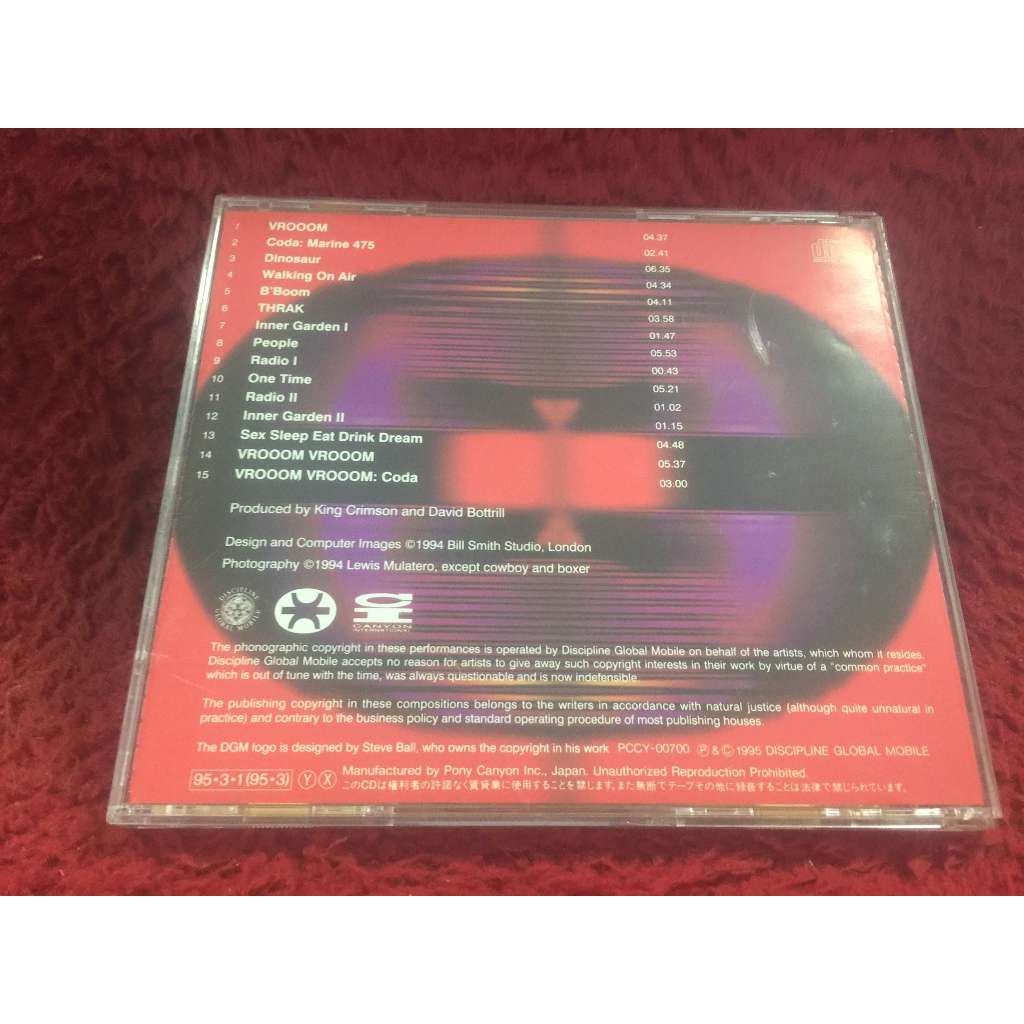 1 VROOOM 04.37
2 Coda: Marine 475 02.41
3 Dinosaur 06.35
4 Walking On Air 04.34
5 B'Boom 04.11
6 THRAK 03.58
7 Inner Garden I 01.47
8 People 05.53
9 Radio I 00.43
10 One Time 05.21
11 Radio II 01.02
12 Inner Garden II 01.15
13 Sex Sleep Eat Drink Dream 04.48
14 VROOOM VROOOM 05.37
15 VROOOM VROOOM: Coda 03:00
Produced by King Crimson and David Bottrill
Design and Computer Images ©1994 Bill Smith Studio, London
Photography ©1994 Lewis Mulatero, except cowboy and boxer
DISCIPLINE GLOBAL MOBILE
CANYON
INTERNATIONAL
The phonographic copyright in these performances is operated by Discipline Global Mobile on behalf of the artists, which whom it resides.
Discipline Global Mobile accepts no reason for artists to give away such copyright interests in their work by virtue of a "common practice"
which is out of tune with the time, was always questionable and is now indefensible.
The publishing copyright in these compositions belongs to the writers in accordance with natural justice (although quite unnatural in
practice) and contrary to the business policy and standard operating procedure of most publishing houses.
The DGM logo is designed by Steve Ball, who owns the copyright in his work PCCY-00700 Ⓟ & © 1995 DISCIPLINE GLOBAL MOBILE
95・3・1(95・3) Ⓨ Ⓧ Manufactured by Pony Canyon Inc., Japan. Unauthorized Reproduction Prohibited.
このCDは権利者の許諾なく賃貸業に使用することを禁じます。また無断でテープその他に録音することは法律で禁じられています。